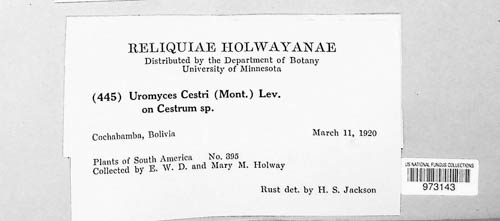 RELIQUIAE HOLWAYANAE
Distributed by the Department of Botany
University of Minnesota
(445) Uromyces Cestri (Mont.) Lev.
on Cestrum sp.
Cochabamba, Bolivia March 11, 1920
Plants of South America No. 395
Collected by E. W. D. and Mary M. Holway
Rust det. by H. S. Jackson
US NATIONAL FUNGUS COLLECTIONS
973143